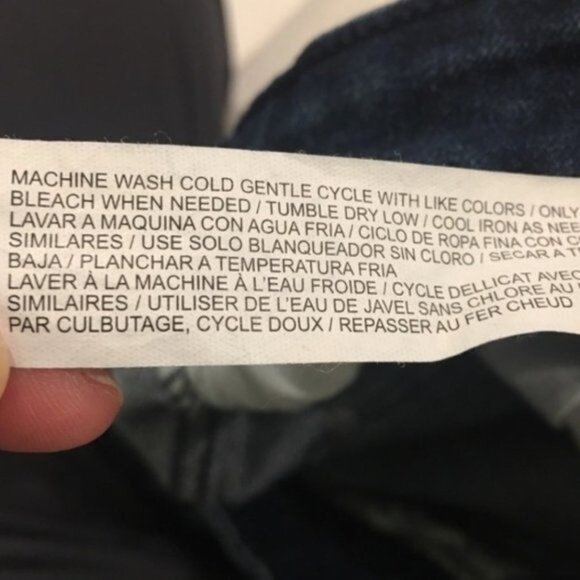 MACHINE WASH COLD GENTLE CYCLE WITH LIKE COLORS / ONLY
BLEACH WHEN NEEDED / TUMBLE DRY LOW / COOL IRON AS NEE
LAVAR A MAQUINA CON AGUA FRIA / CICLO DE ROPA FINA CON C
SIMILARES / USE SOLO BLANQUEADOR SIN CLORO / SECAR A T
BAJA / PLANCHAR A TEMPERATURA FRIA
LAVER À LA MACHINE À L'EAU FROIDE / CYCLE DELLICAT AVEC
SIMILAIRES / UTILISER DE L'EAU DE JAVEL SANS CHLORE AU
PAR CULBUTAGE, CYCLE DOUX / REPASSER AU FER CHEUD